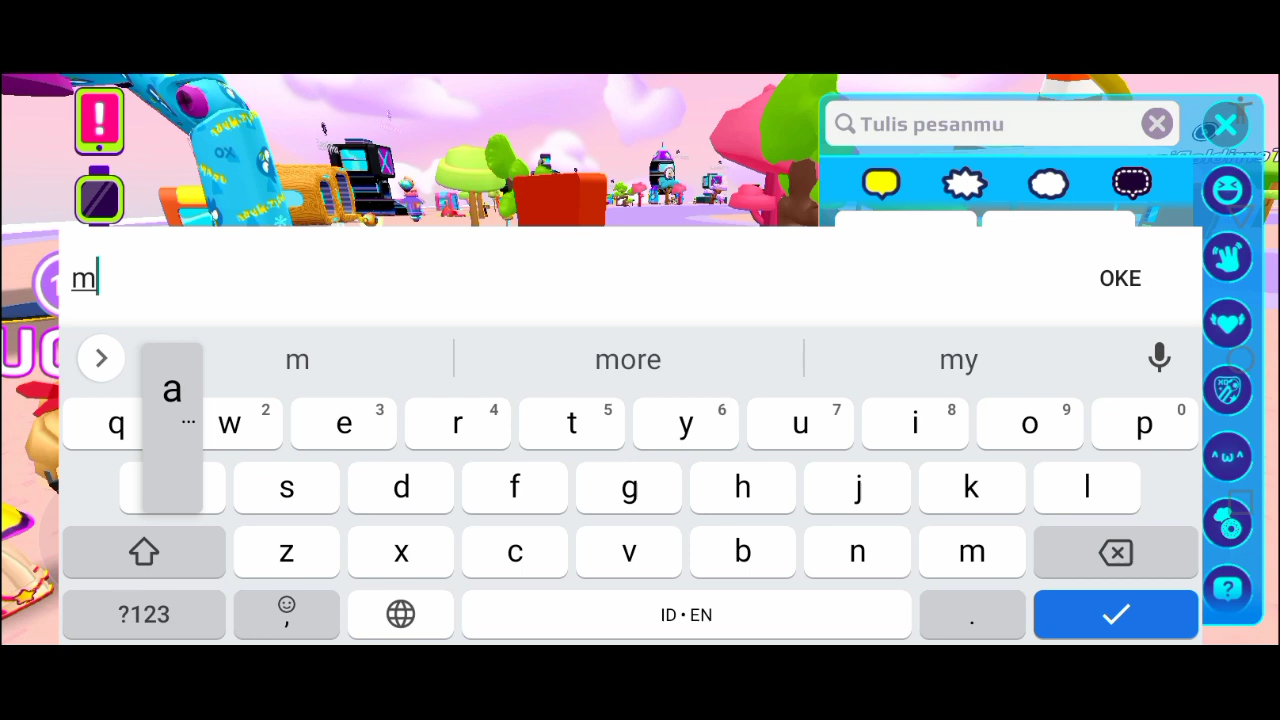 !
Tulis pesanmu
m
OKE
m more my
a
...
q w 2 e 3 r 4 t 5 y 6 u 7 i 8 o 9 p 0
s d f g h j k l
z x c v b n m
?123 , ID • EN .
^ω^
?